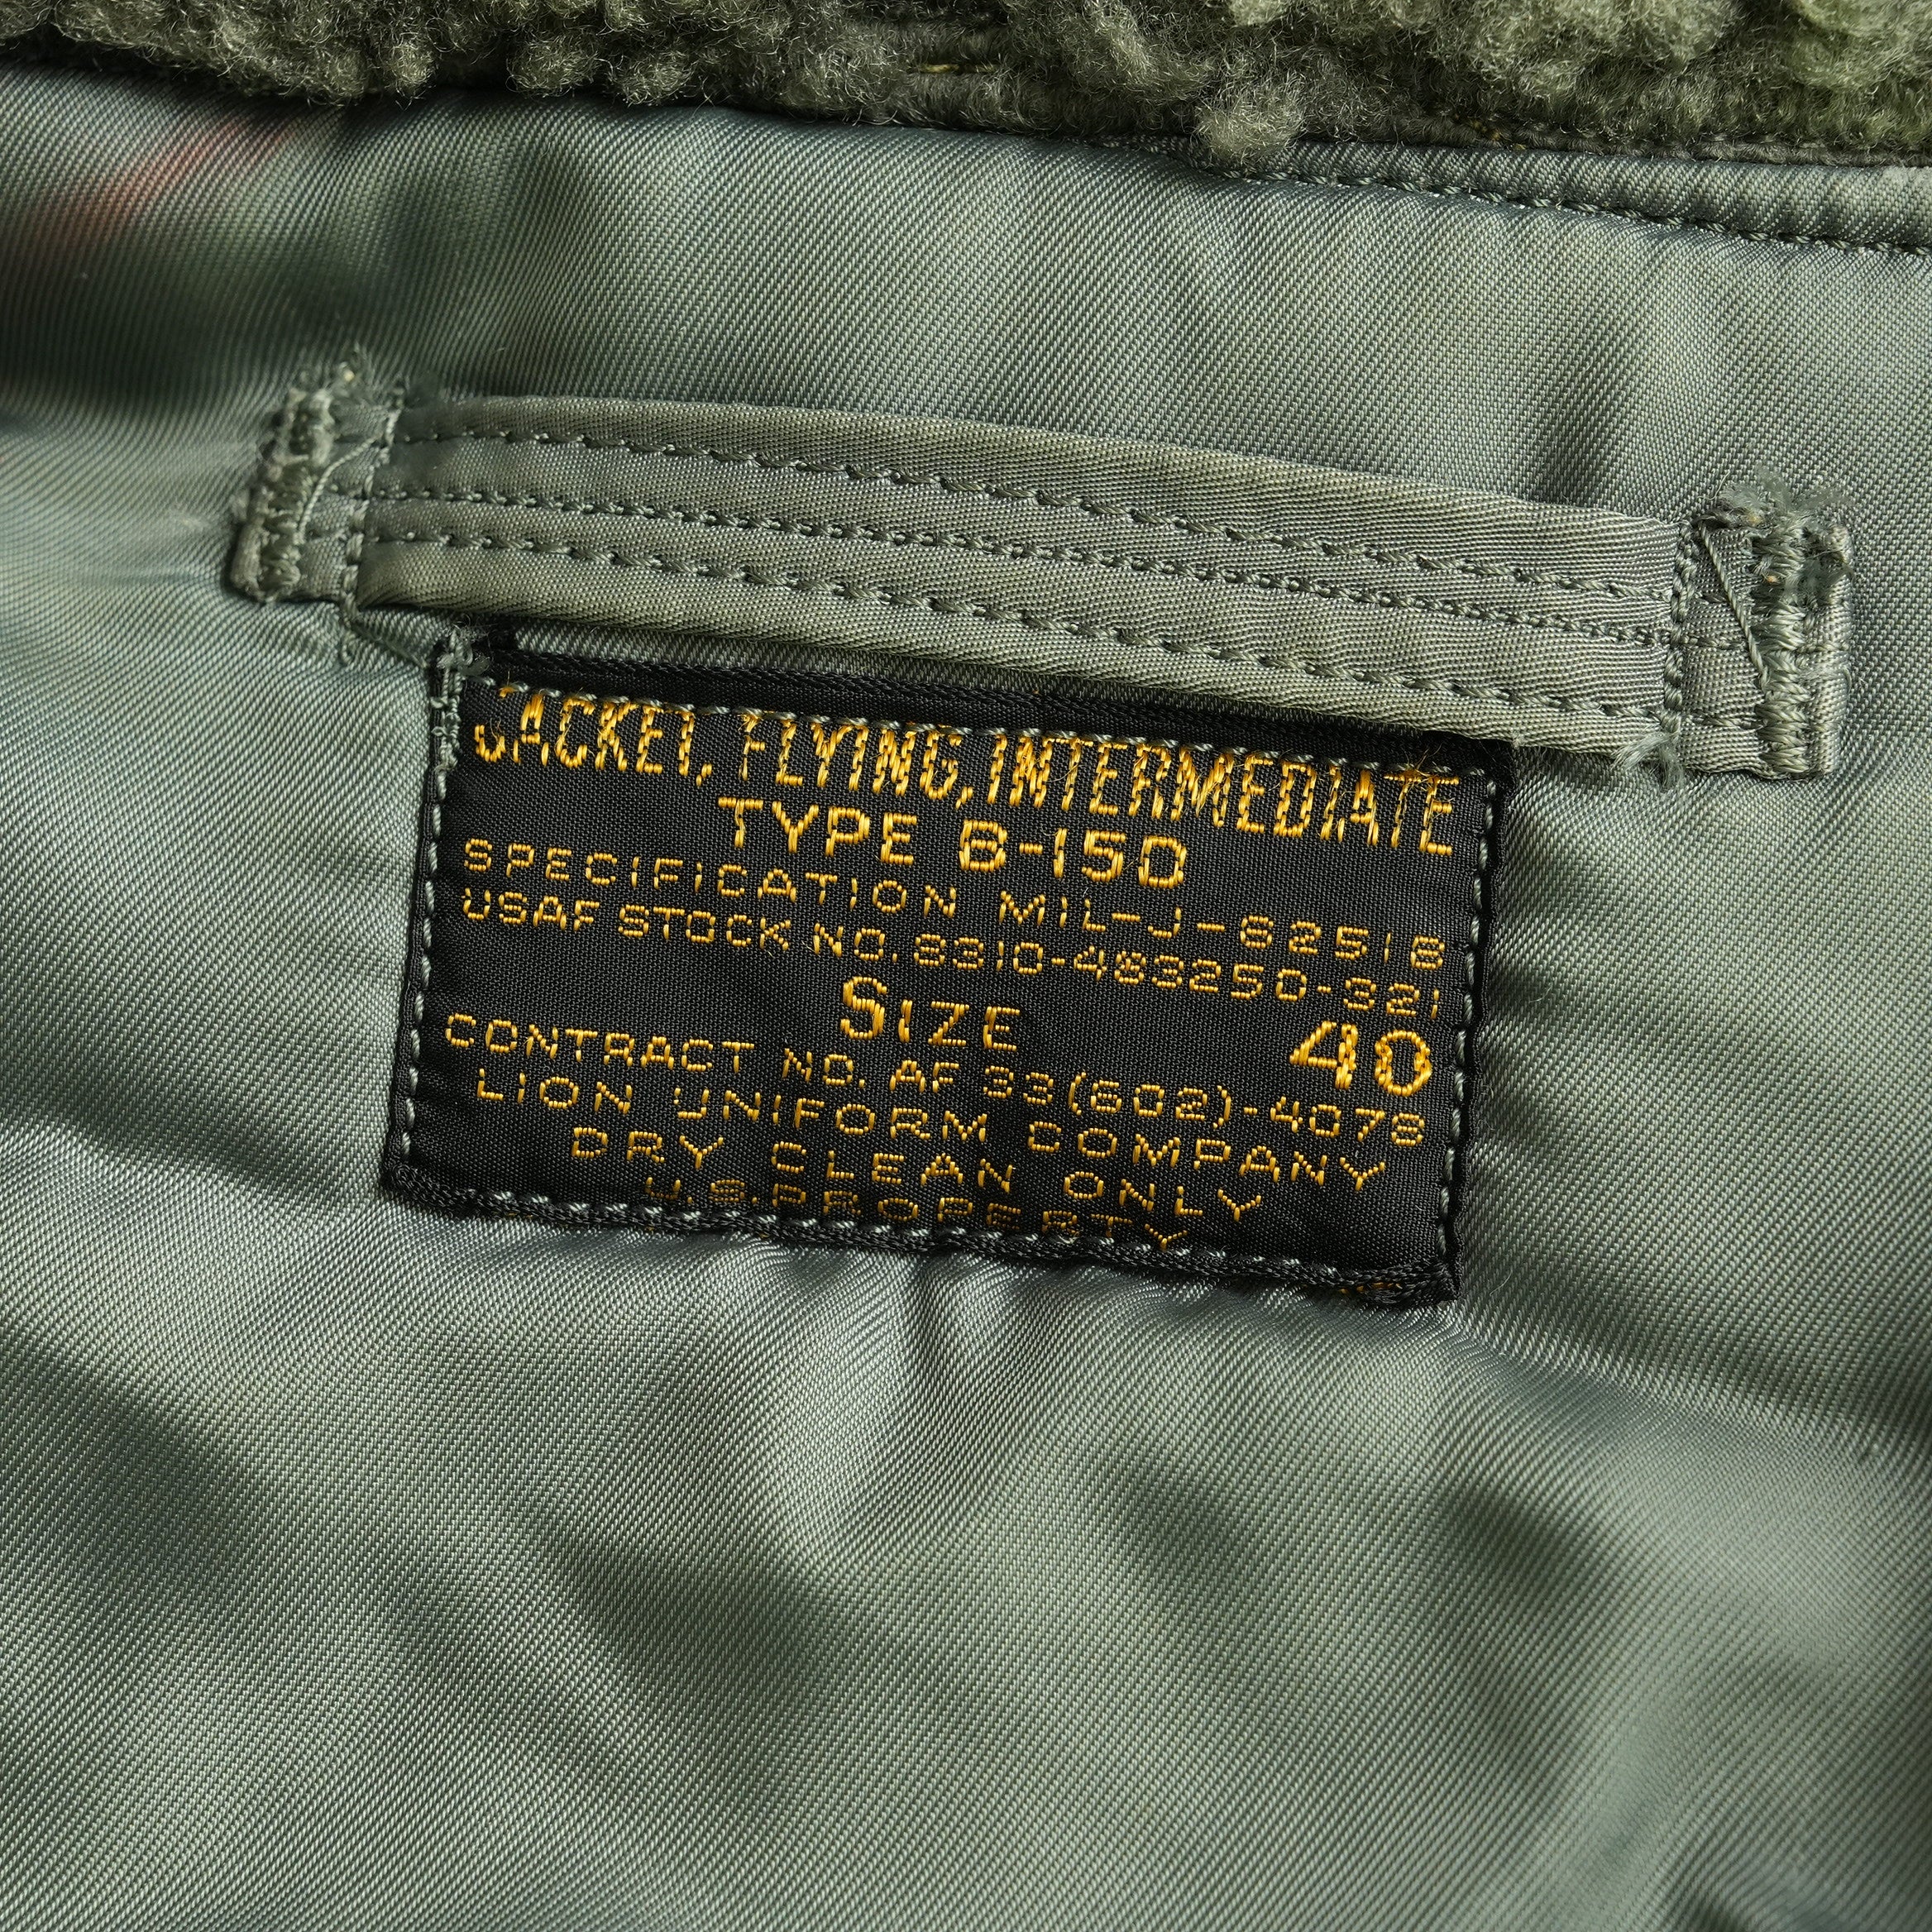 JACKET, FLYING, INTERMEDIATE
TYPE B-15D
SPECIFICATION MIL-J-6251B
USAF STOCK NO. 8310-483250-321
SIZE 40
CONTRACT NO. AF 33(602)-4078
LION UNIFORM COMPANY
DRY CLEAN ONLY
U.S. PROPERTY